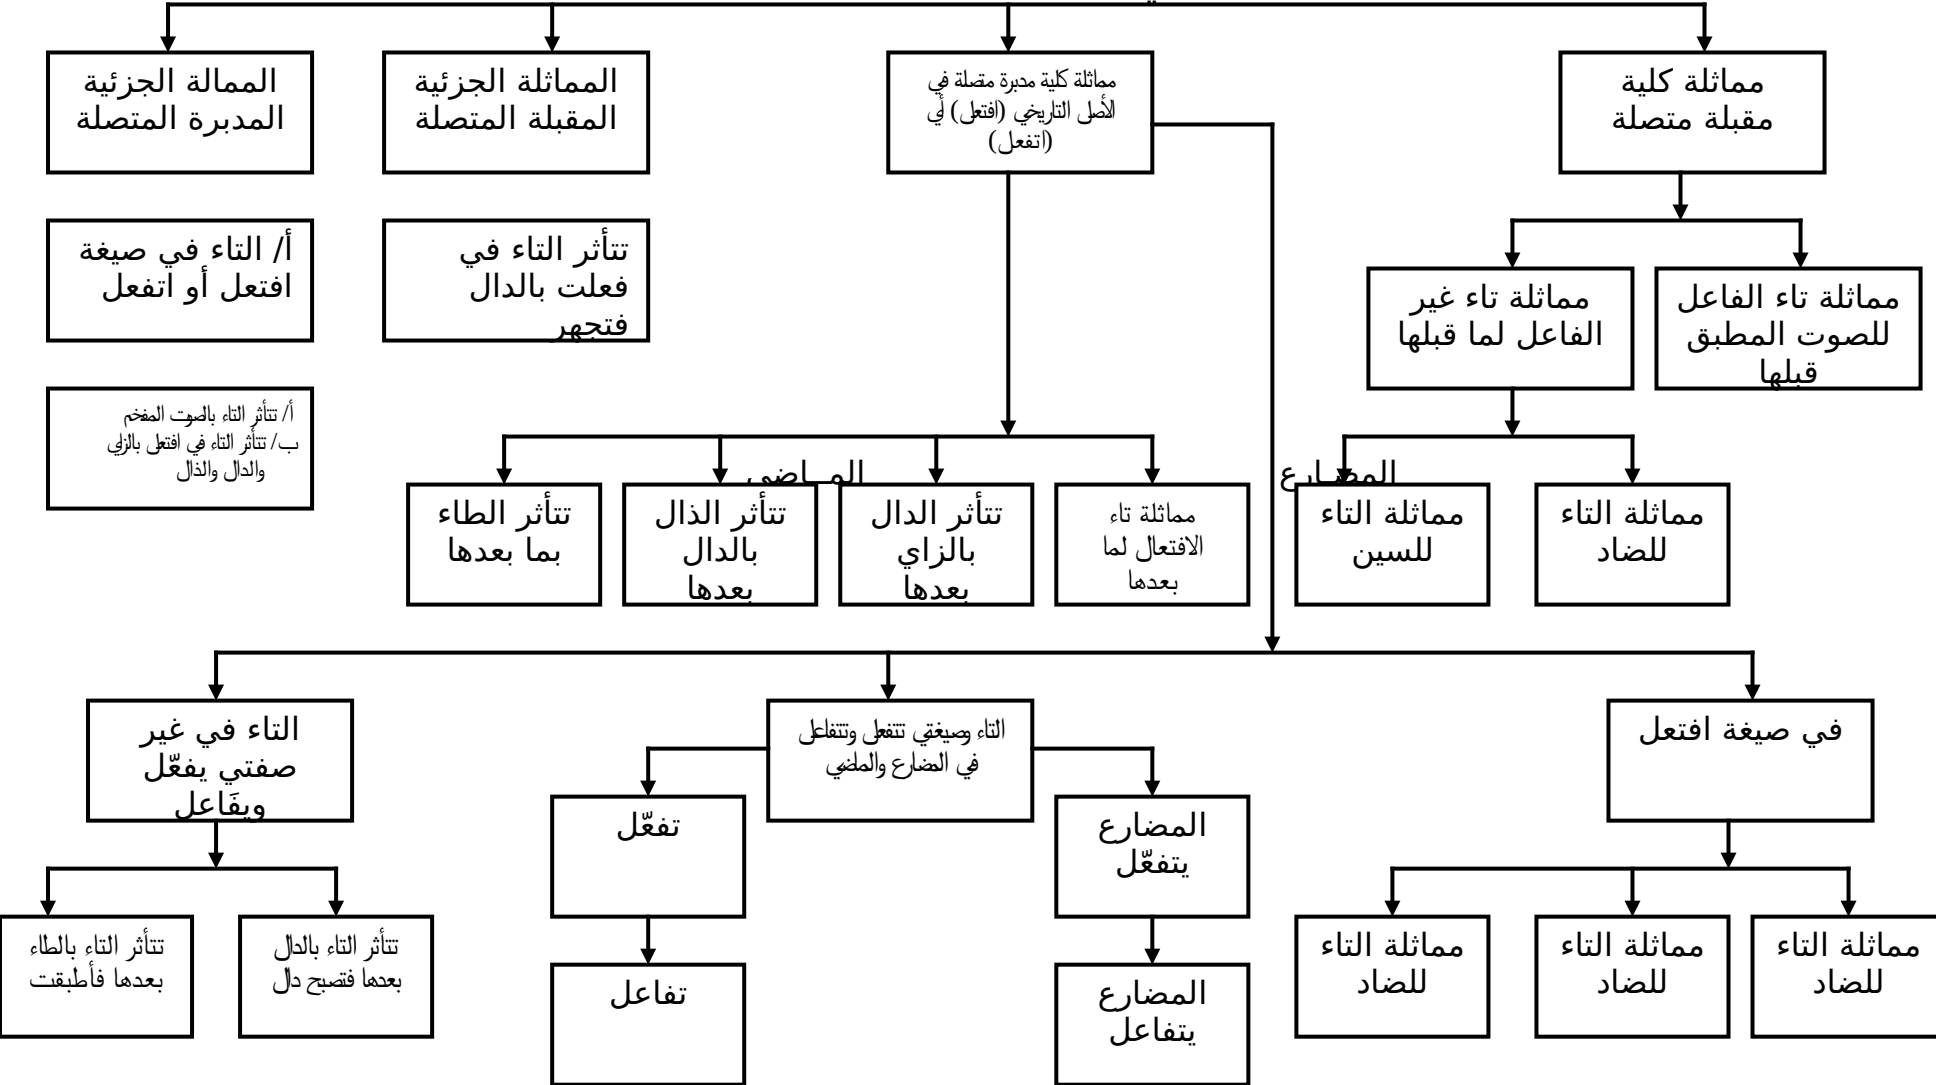 مماثلة كلية
مقبلة متصلة
مماثلة كلية مدبرة متصلة في
الأصل التاريخي (افتعل) أي
(اتفعل)
المماثلة الجزئية
المقبلة المتصلة
الممالة الجزئية
المدبرة المتصلة
تتأثر التاء في
فعلت بالدال
فتجهر
أ/ التاء في صيغة
افتعل أو اتفعل
مماثلة تاء الفاعل
للصوت المطبق
قبلها
مماثلة تاء غير
الفاعل لما قبلها
أ/ تتأثر التاء بالصوت المفخم
ب/ تتأثر التاء في افتعل بالزاي
والدال والذال
المضارع
المــاضي
مماثلة التاء
للضاد
مماثلة التاء
للسين
مماثلة تاء
الافتعال لما
بعدها
تتأثر الدال
بالزاي
بعدها
تتأثر الذال
بالدال
بعدها
تتأثر الطاء
بما بعدها
في صيغة افتعل
التاء وصيغتي تتفعل وتتفاعل
في المضارع والماضي
التاء في غير
صفتي يفعّل
ويفَاعل
المضارع
يتفعّل
تفعّل
مماثلة التاء
للضاد
مماثلة التاء
للضاد
مماثلة التاء
للضاد
المضارع
يتفاعل
تفاعل
تتأثر التاء بالدال
بعدها فتصبح دال
تتأثر التاء بالطاء
بعدها فأطبقت